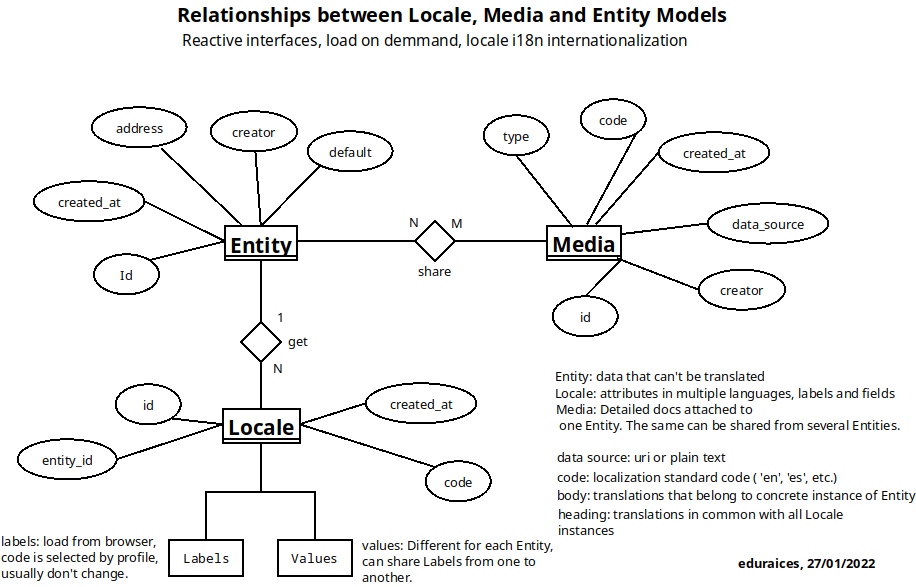 Relationships between Locale, Media and Entity Models
Reactive interfaces, load on demmand, locale i18n internationalization
address
creator
default
created_at
Id
Entity
N
M
share
type
code
created_at
data_source
creator
id
Media
1
get
N
id
entity_id
Locale
created_at
code
Labels
Values
labels: load from browser,
code is selected by profile,
usually don't change.
values: Different for each Entity,
can share Labels from one to
another.
Entity: data that can't be translated
Locale: attributes in multiple languages, labels and fields
Media: Detailed docs attached to
one Entity. The same can be shared from several Entities.
data source: uri or plain text
code: localization standard code ( 'en', 'es', etc.)
body: translations that belong to concrete instance of Entity
heading: translations in common with all Locale
instances
eduraices, 27/01/2022